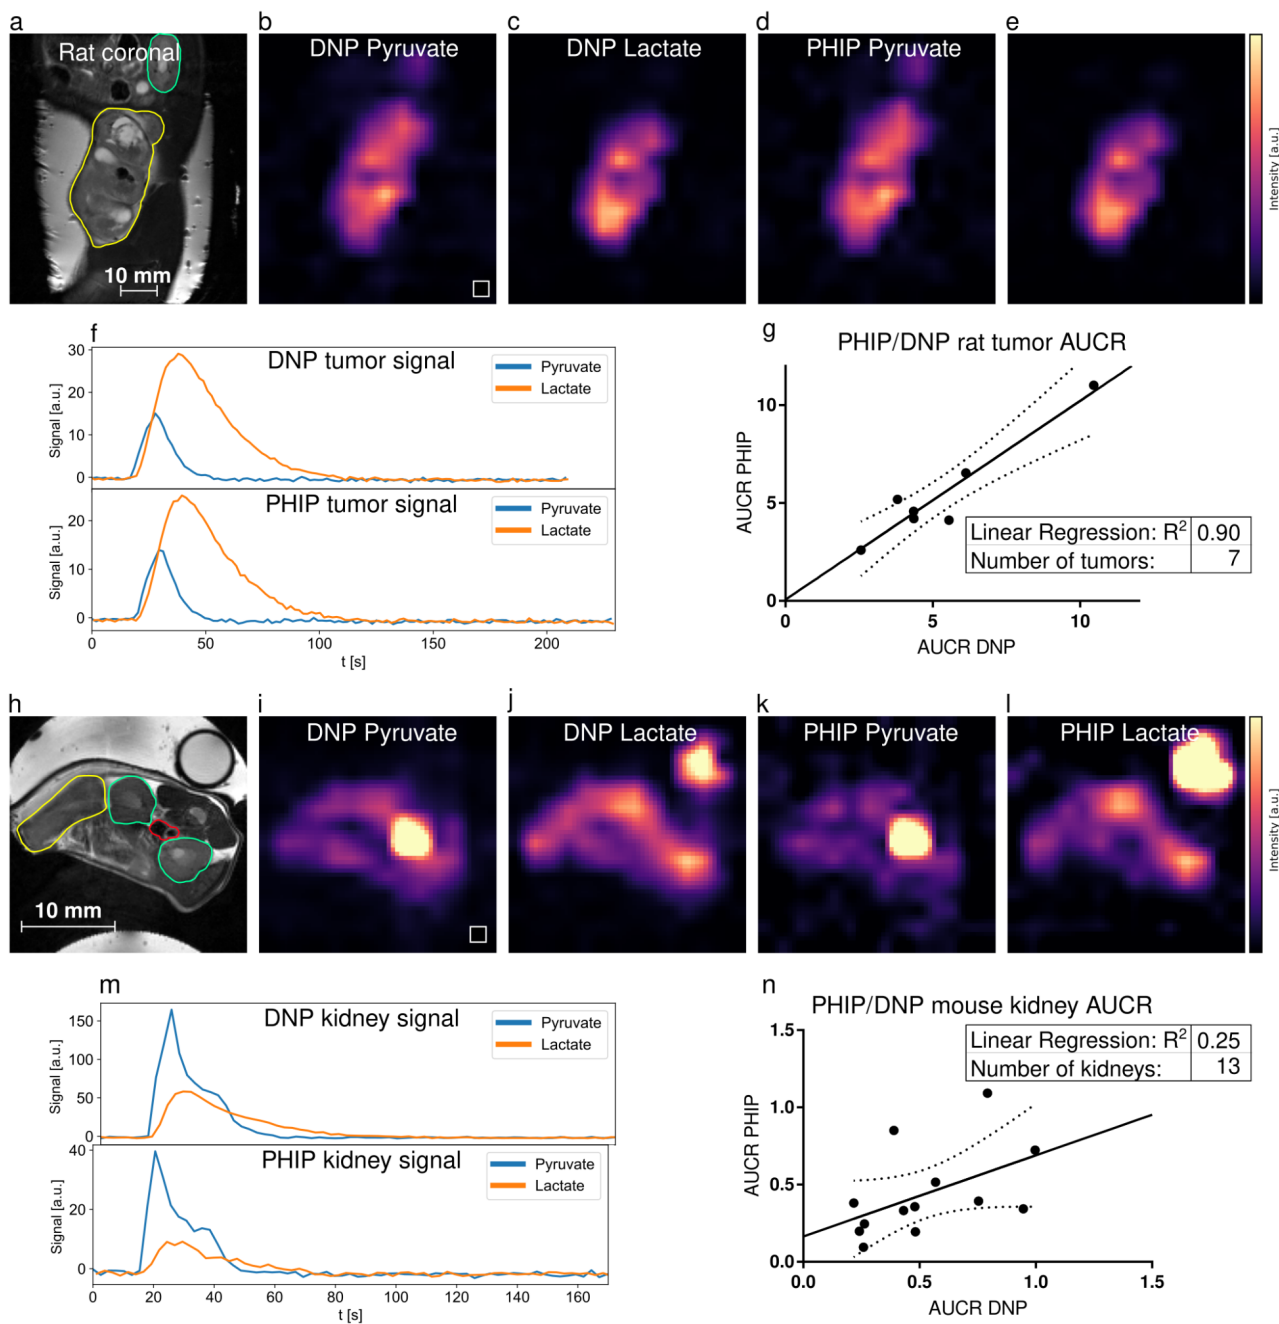 a
b
c
d
e
Rat coronal
DNP Pyruvate
DNP Lactate
PHIP Pyruvate
10 mm
Intensity [a.u.]
f
DNP tumor signal
Pyruvate
Lactate
Signal [a.u.]
30
20
10
0
PHIP tumor signal
Pyruvate
Lactate
Signal [a.u.]
20
10
0
0 50 100 150 200
t [s]
g
PHIP/DNP rat tumor AUCR
AUCR PHIP
10
5
0
Linear Regression: R² 0.90
Number of tumors: 7
0 5 10
AUCR DNP
h
i
j
k
l
DNP Pyruvate
DNP Lactate
PHIP Pyruvate
PHIP Lactate
10 mm
Intensity [a.u.]
m
DNP kidney signal
Pyruvate
Lactate
Signal [a.u.]
150
100
50
0
PHIP kidney signal
Pyruvate
Lactate
Signal [a.u.]
40
20
0
0 20 40 60 80 100 120 140 160
t [s]
n
PHIP/DNP mouse kidney AUCR
Linear Regression: R² 0.25
Number of kidneys: 13
AUCR PHIP
1.5
1.0
0.5
0.0
0.0 0.5 1.0 1.5
AUCR DNP